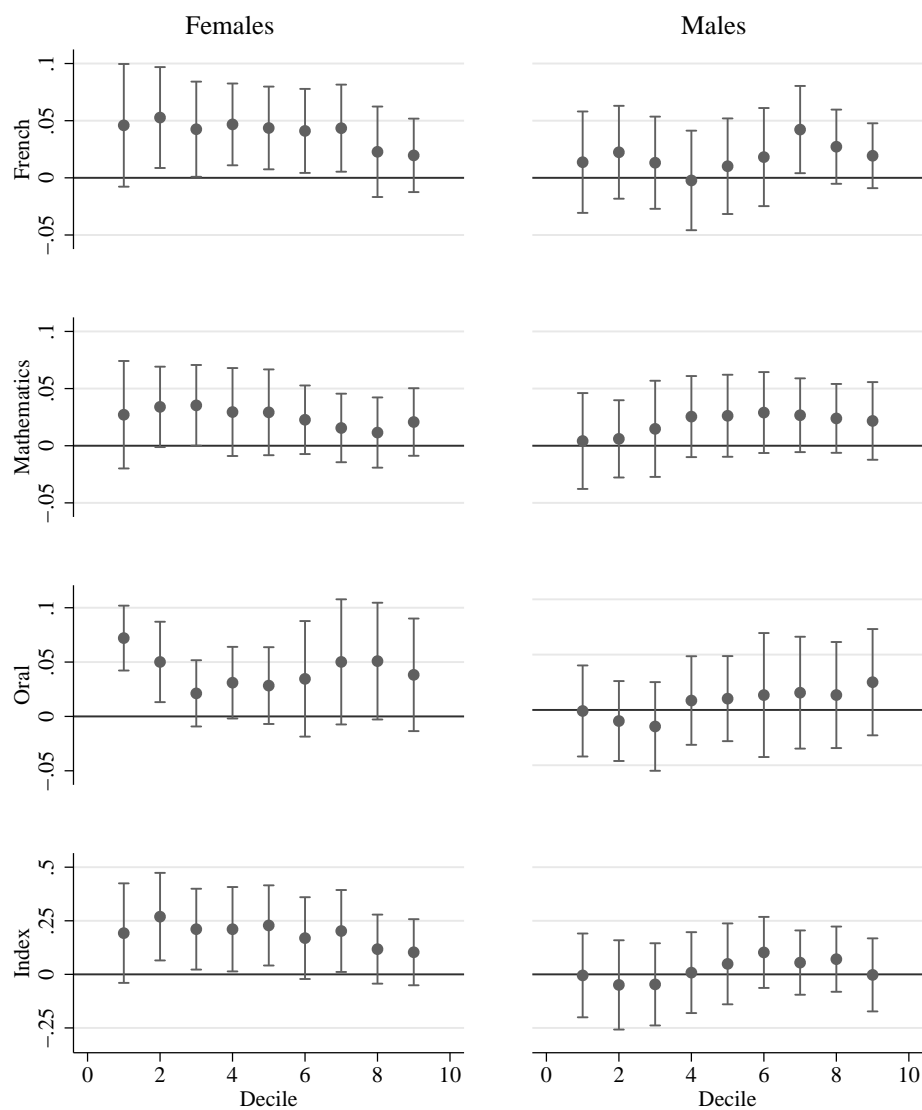 Females
Males
French
.1
.05
0
−.05
Mathematics
.1
.05
0
−.05
Oral
.1
.05
0
−.05
Index
.5
.25
0
−.25
0 2 4 6 8 10
Decile
0 2 4 6 8 10
Decile